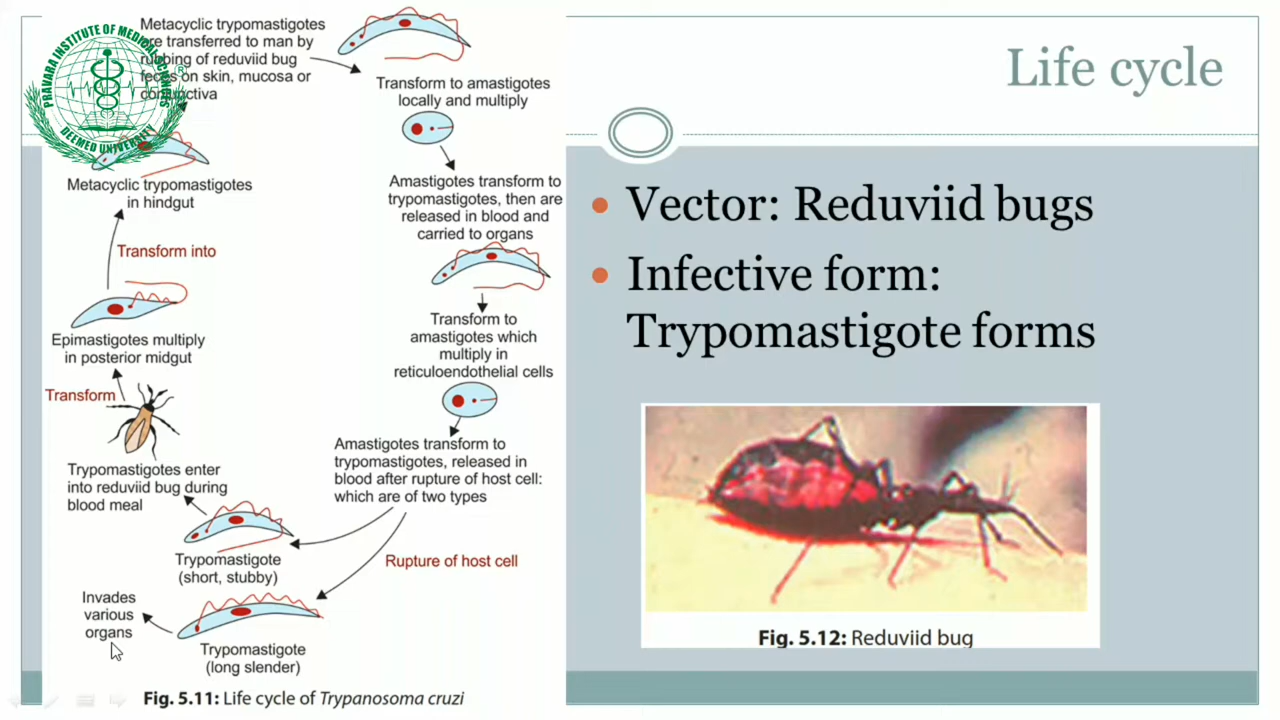 Metacyclic trypomastigotes
are transferred to man by
rubbing of reduviid bug
feces on skin, mucosa or
conjunctiva
PRAVARA INSTITUTE OF MEDICAL SCIENCES
DEEMED UNIVERSITY
®
Transform to amastigotes
locally and multiply
Amastigotes transform to
trypomastigotes, then are
released in blood and
carried to organs
Transform to
amastigotes which
multiply in
reticuloendothelial cells
Amastigotes transform to
trypomastigotes, released in
blood after rupture of host cell:
which are of two types
Rupture of host cell
Trypomastigote
(short, stubby)
Trypomastigote
(long slender)
Invades
various
organs
Trypomastigotes enter
into reduviid bug during
blood meal
Transform
Epimastigotes multiply
in posterior midgut
Transform into
Metacyclic trypomastigotes
in hindgut
Fig. 5.11: Life cycle of Trypanosoma cruzi
Life cycle
• Vector: Reduviid bugs
• Infective form:
Trypomastigote forms
Fig. 5.12: Reduviid bug